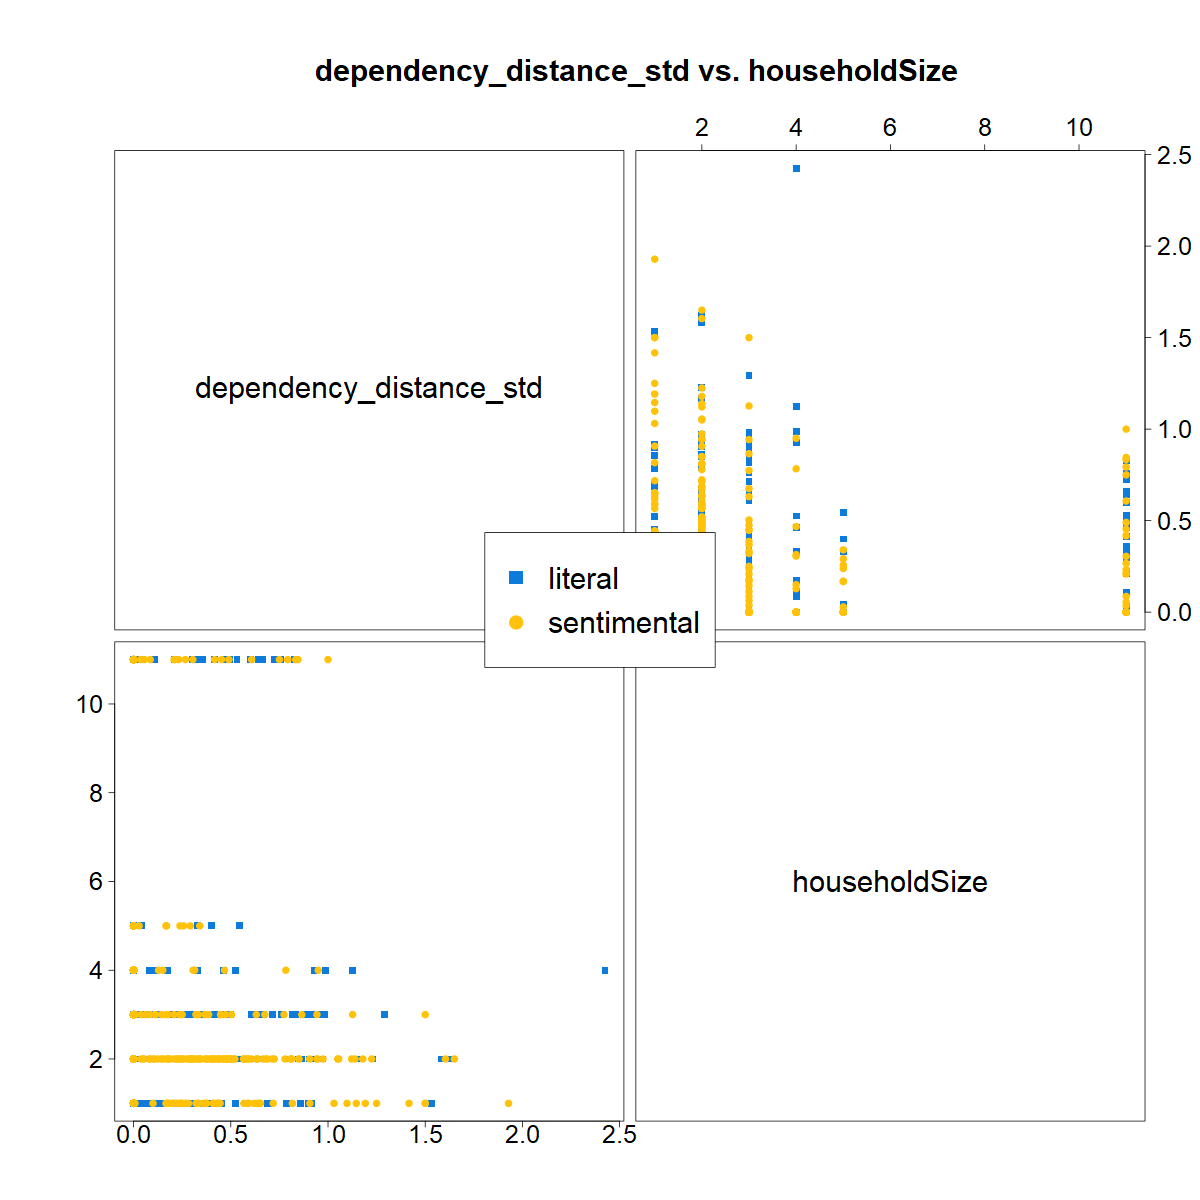 dependency_distance_std vs. householdSize
2 4 6 8 10
2.5
2.0
1.5
1.0
0.5
0.0
dependency_distance_std
literal
sentimental
10
8
6
4
2
householdSize
0.0 0.5 1.0 1.5 2.0 2.5